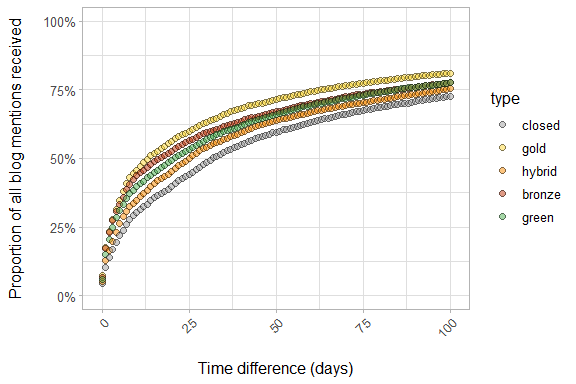 Proportion of all blog mentions received
100%
75%
50%
25%
0%
0
25
50
75
100
Time difference (days)
type
closed
gold
hybrid
bronze
green